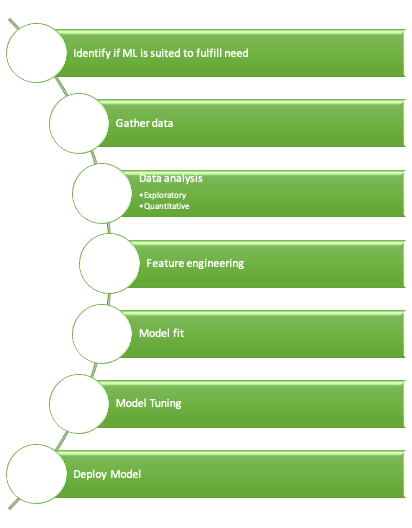 Identify if ML is suited to fulfill need
Gather data
Data analysis
•Exploratory
•Quantitative
Feature engineering
Model fit
Model Tuning
Deploy Model